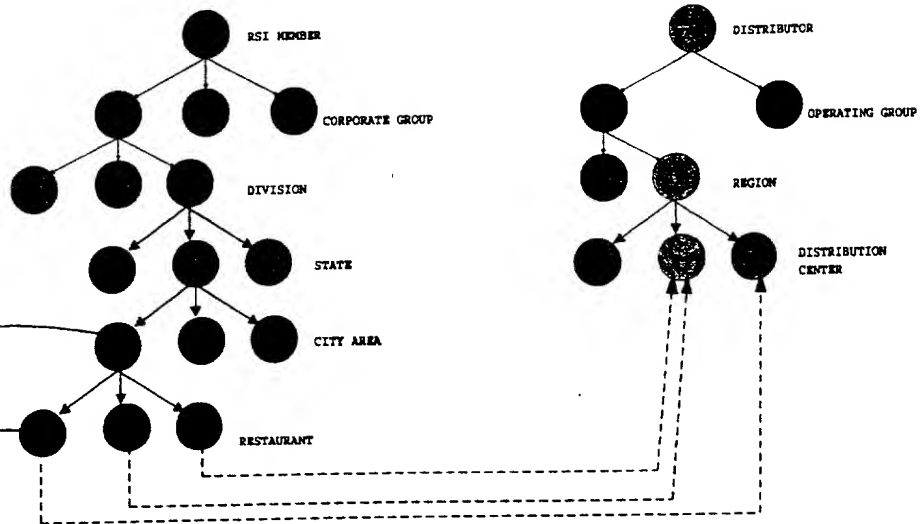 RSI MEMBER
CORPORATE GROUP
DIVISION
STATE
CITY AREA
RESTAURANT
DISTRIBUTOR
OPERATING GROUP
REGION
DISTRIBUTION
CENTER